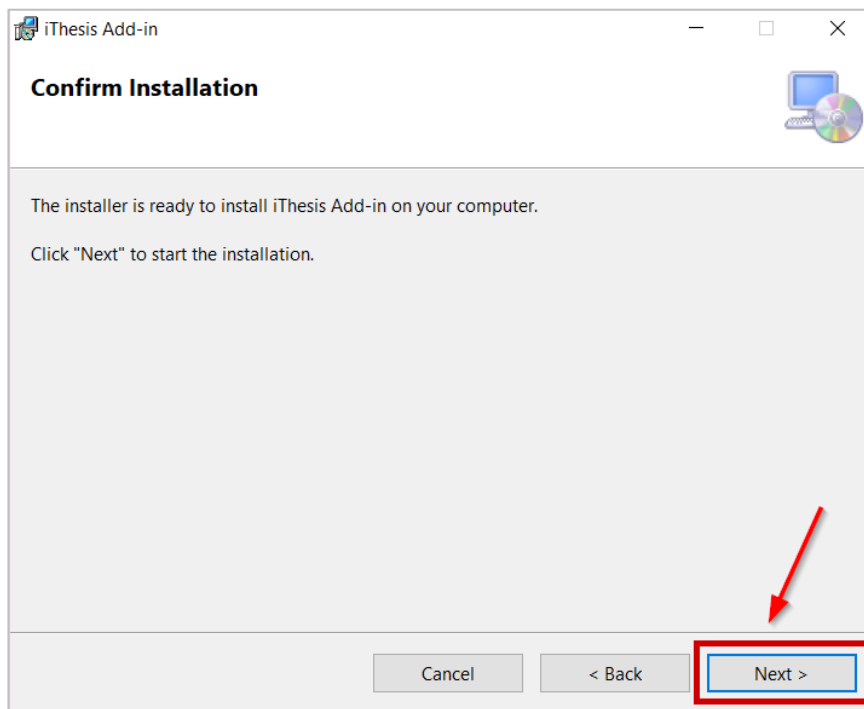 iThesis Add-in
Confirm Installation
The installer is ready to install iThesis Add-in on your computer.
Click "Next" to start the installation.
Cancel
< Back
Next >